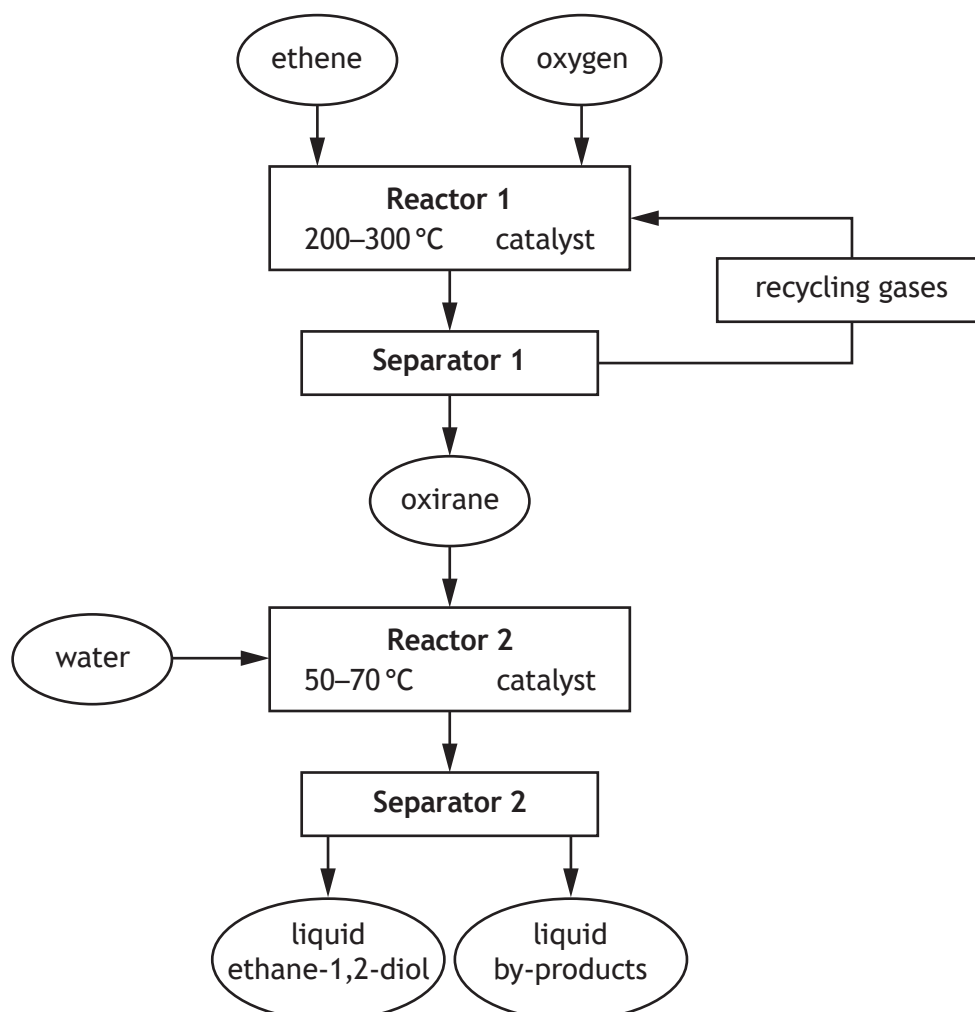 ethene
oxygen
Reactor 1
200–300 °C catalyst
recycling gases
Separator 1
oxirane
water
Reactor 2
50–70 °C catalyst
Separator 2
liquid
ethane-1,2-diol
liquid
by-products